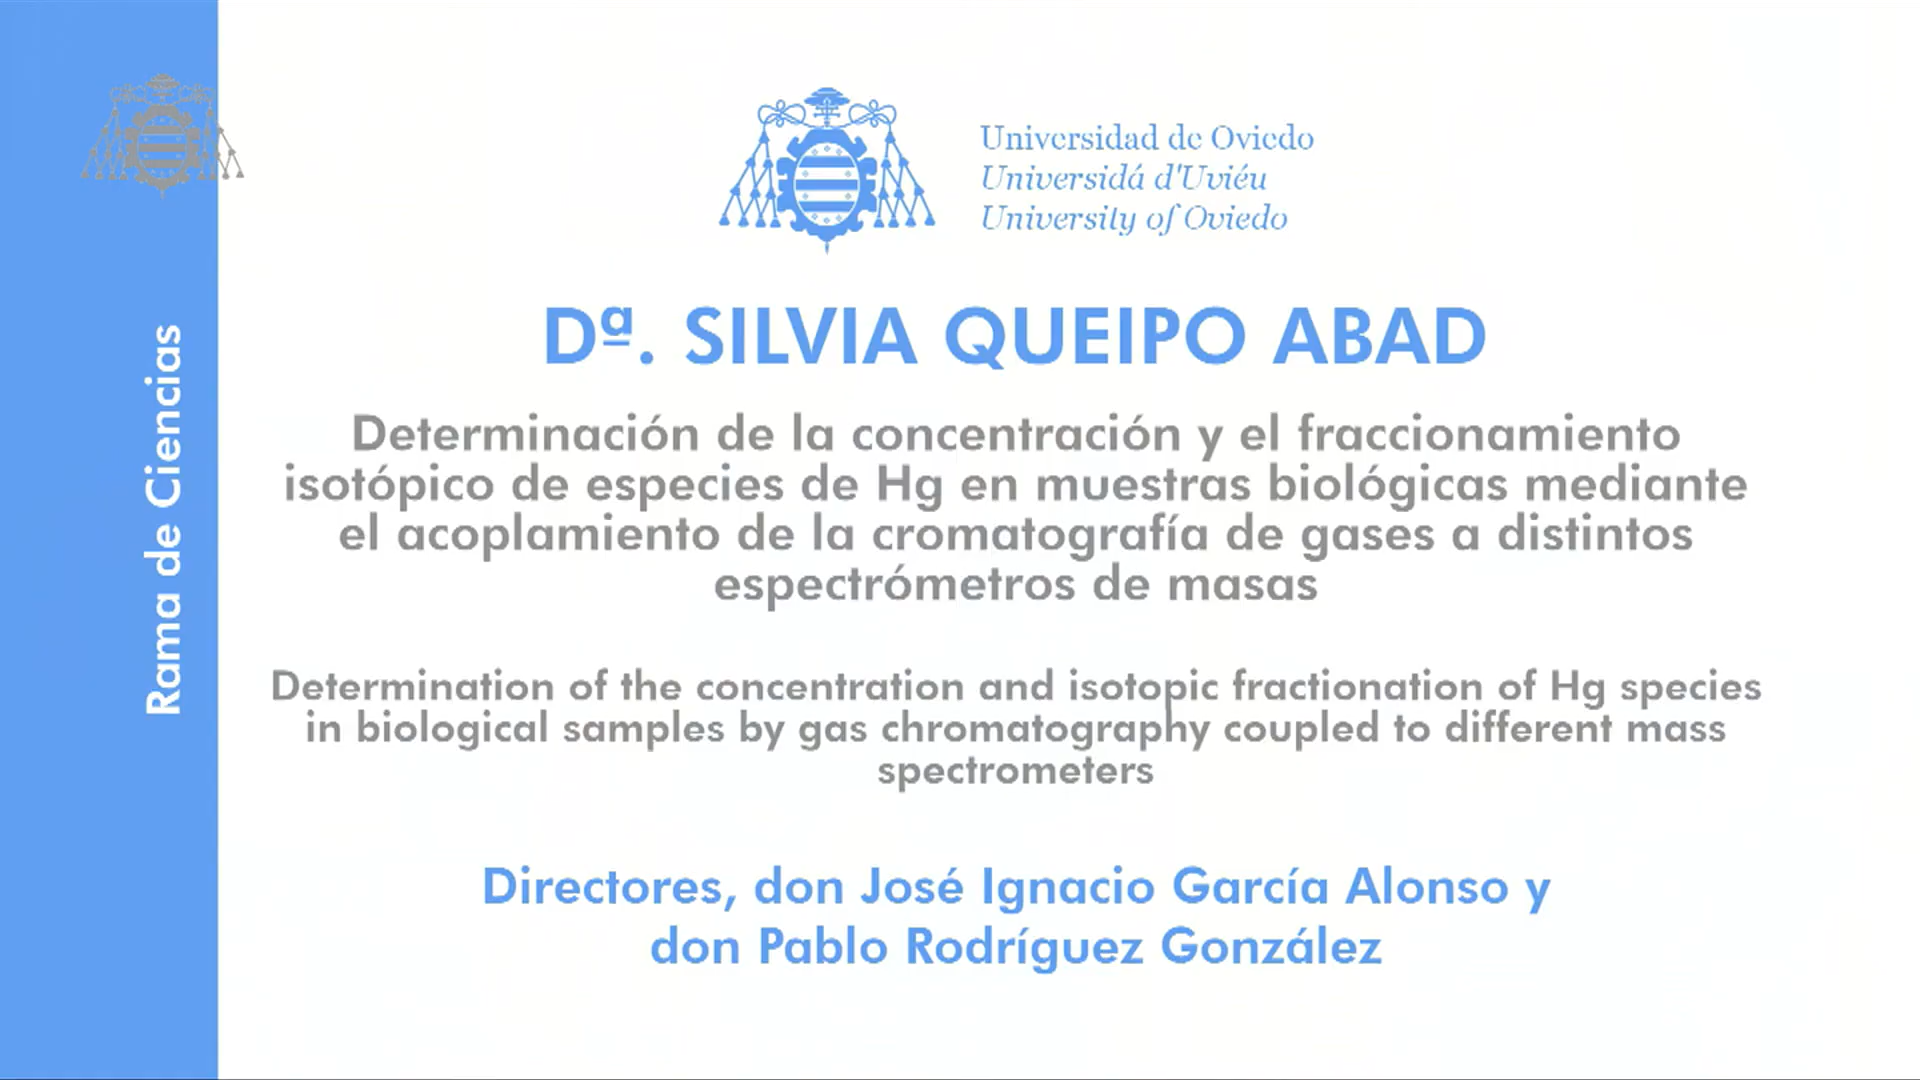 Universidad de Oviedo
Universidá d'Uviéu
University of Oviedo
Rama de Ciencias
Dª. SILVIA QUEIPO ABAD
Determinación de la concentración y el fraccionamiento
isotópico de especies de Hg en muestras biológicas mediante
el acoplamiento de la cromatografía de gases a distintos
espectrómetros de masas
Determination of the concentration and isotopic fractionation of Hg species
in biological samples by gas chromatography coupled to different mass
spectrometers
Directores, don José Ignacio García Alonso y
don Pablo Rodríguez González